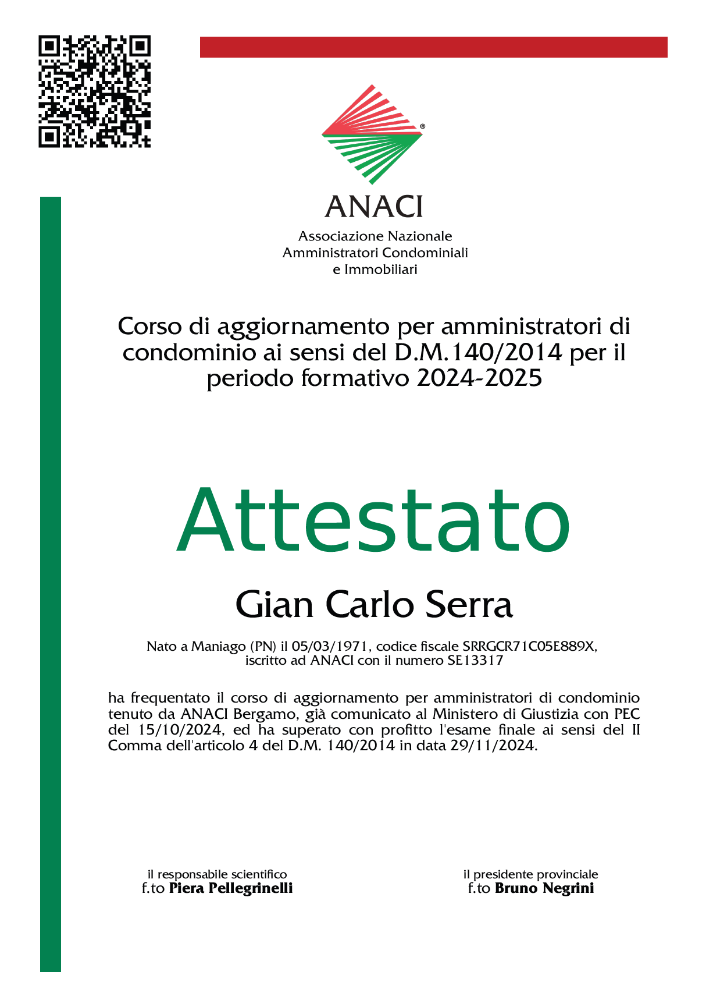 ®
ANACI
Associazione Nazionale
Amministratori Condominiali
e Immobiliari
Corso di aggiornamento per amministratori di
condominio ai sensi del D.M.140/2014 per il
periodo formativo 2024-2025
Attestato
Gian Carlo Serra
Nato a Maniago (PN) il 05/03/1971, codice fiscale SRRGCR71C05E889X,
iscritto ad ANACI con il numero SE13317
ha frequentato il corso di aggiornamento per amministratori di condominio
tenuto da ANACI Bergamo, già comunicato al Ministero di Giustizia con PEC
del 15/10/2024, ed ha superato con profitto l'esame finale ai sensi del II
Comma dell'articolo 4 del D.M. 140/2014 in data 29/11/2024.
il responsabile scientifico
f.to Piera Pellegrinelli
il presidente provinciale
f.to Bruno Negrini